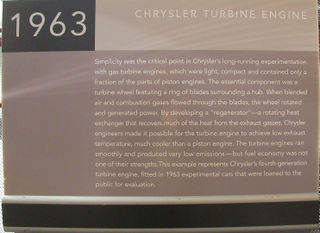 1963
CHRYSLER TURBINE ENGINE
Simplicity was the critical point in Chrysler's long-running experimentation
with gas turbine engines, which were light, compact and contained only a
fraction of the parts of piston engines. The essential component was a
turbine wheel featuring a ring of blades surrounding a hub. When blended
air and combustion gases flowed through the blades, the wheel rotated
and generated power. By developing a "regenerator"—a rotating heat
exchanger that recovers much of the heat from the exhaust gasses, Chrysler
engineers made it possible for the turbine engine to achieve low exhaust
temperature, much cooler than a piston engine. The turbine engines ran
smoothly and produced very low emissions—but fuel economy was not
one of their strengths. This example represents Chrysler's fourth-generation
turbine engine, fitted in 1963 experimental cars that were loaned to the
public for evaluation.